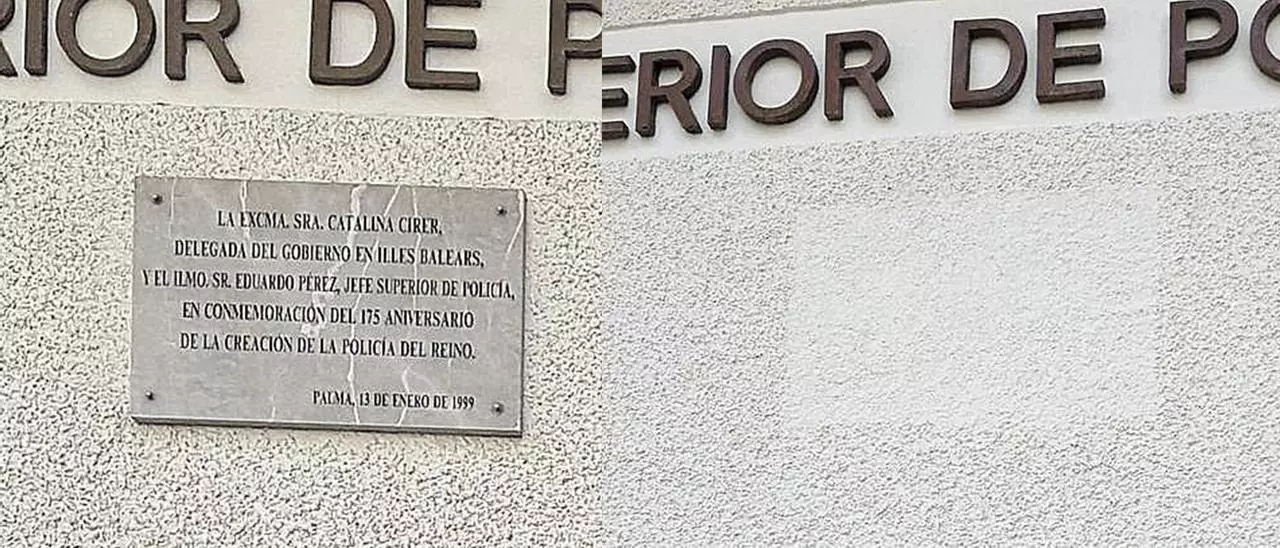 RIOR DE P
LA EXCMA. SRA. CATALINA CIRER,
DELEGADA DEL GOBIERNO EN ILLES BALEARS,
Y EL ILMO. SR. EDUARDO PÉREZ, JEFE SUPERIOR DE POLICÍA,
EN CONMEMORACIÓN DEL 175 ANIVERSARIO
DE LA CREACIÓN DE LA POLICÍA DEL REINO.
PALMA, 13 DE ENERO DE 1999
ERIOR DE PO